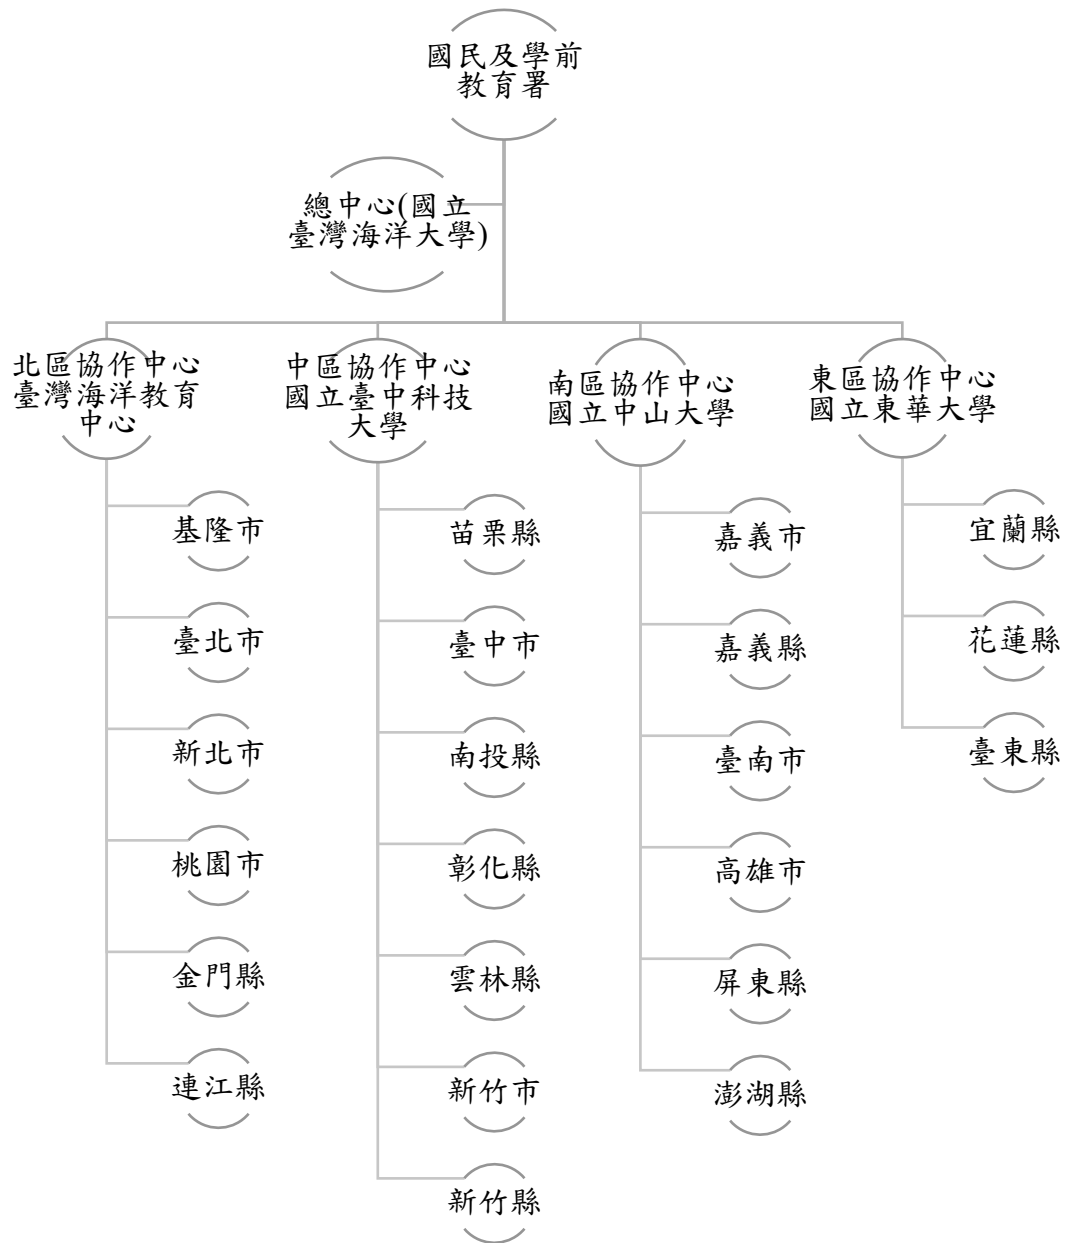 國民及學前
教育署
總中心(國立
臺灣海洋大學)
北區協作中心
臺灣海洋教育
中心
中區協作中心
國立臺中科技
大學
南區協作中心
國立中山大學
東區協作中心
國立東華大學
基隆市
臺北市
新北市
桃園市
金門縣
連江縣
苗栗縣
臺中市
南投縣
彰化縣
雲林縣
新竹市
新竹縣
嘉義市
嘉義縣
臺南市
高雄市
屏東縣
澎湖縣
宜蘭縣
花蓮縣
臺東縣